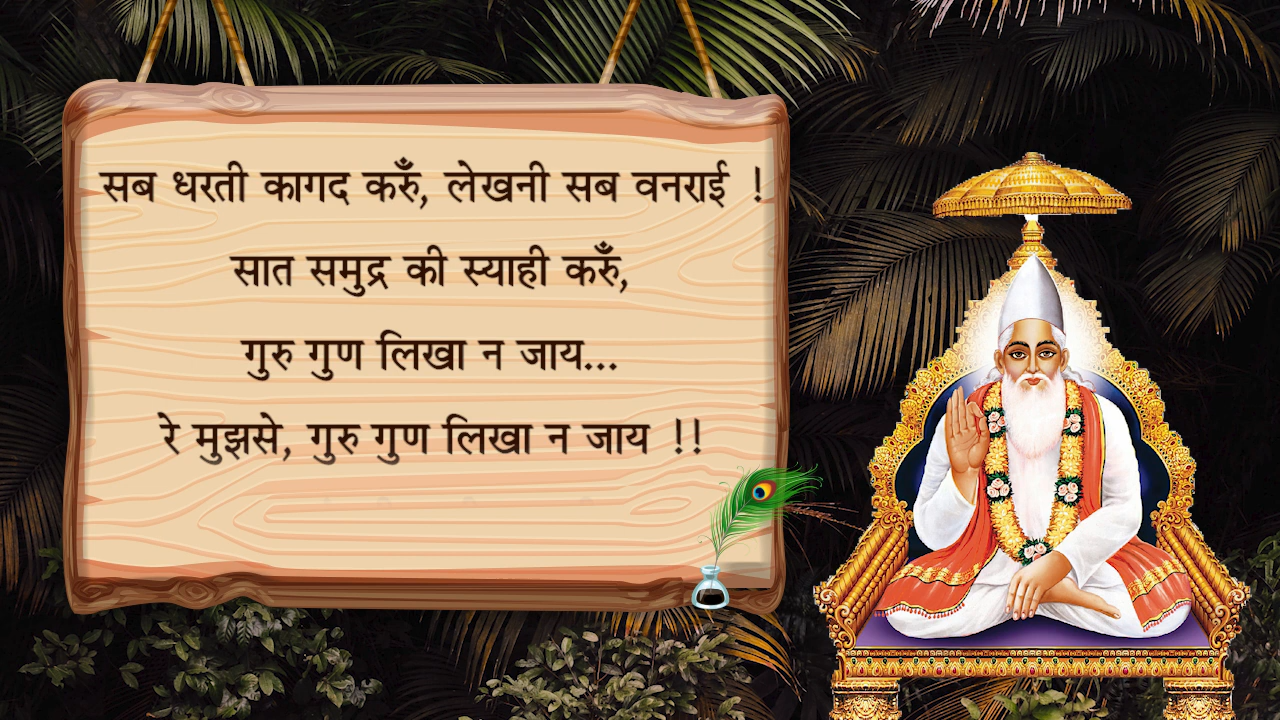 सब धरती कागद करुँ, लेखनी सब वनराई !
सात समुद्र की स्याही करुँ,
गुरु गुण लिखा न जाय...
रे मुझसे, गुरु गुण लिखा न जाय !!